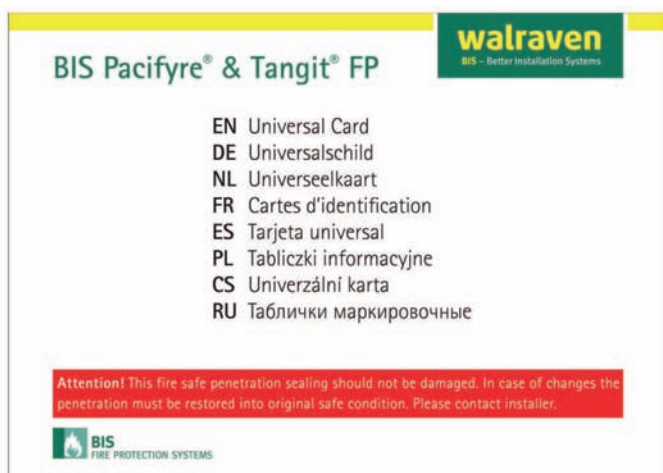 walraven
BIS – Better Installation Systems
BIS Pacifyre® & Tangit® FP
EN Universal Card
DE Universalschild
NL Universeelkaart
FR Cartes d'identification
ES Tarjeta universal
PL Tabliczki informacyjne
CS Univerzální karta
RU Таблички маркировочные
Attention! This fire safe penetration sealing should not be damaged. In case of changes the
penetration must be restored into original safe condition. Please contact installer.
BIS
FIRE PROTECTION SYSTEMS